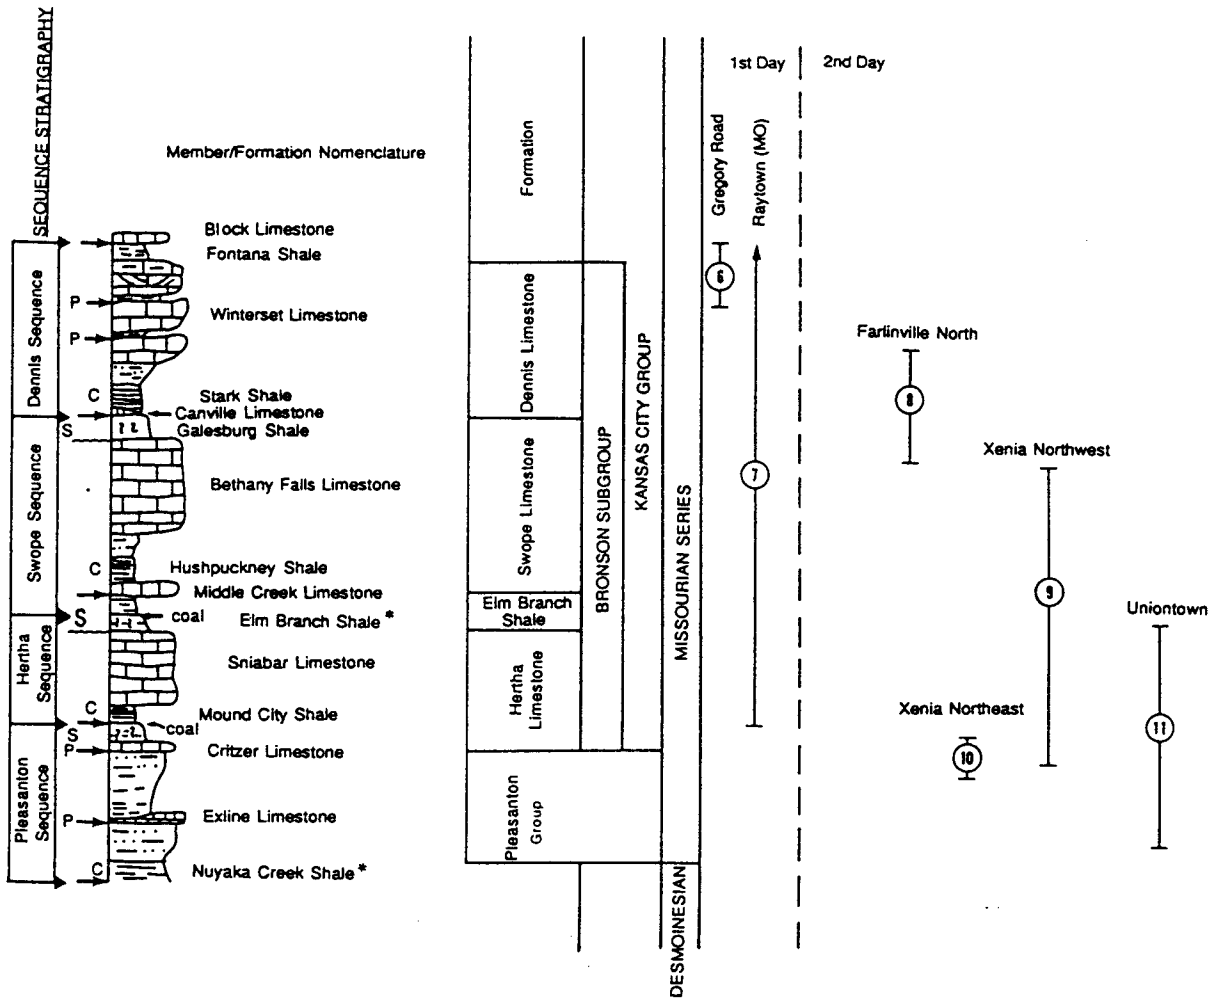 SEQUENCE STRATIGRAPHY
Member/Formation Nomenclature
Formation
1st Day
2nd Day
Gregory Road
Raytown (MO)
Block Limestone
Fontana Shale
6
Dennis Sequence
P
Winterset Limestone
P
Dennis Limestone
KANSAS CITY GROUP
Farlinville North
C
Stark Shale
8
Canville Limestone
S
Galesburg Shale
Swope Sequence
Bethany Falls Limestone
Swope Limestone
BRONSON SUBGROUP
MISSOURIAN SERIES
7
Xenia Northwest
C
Hushpuckney Shale
Middle Creek Limestone
9
S
coal
Elm Branch Shale*
Elm Branch
Shale
Uniontown
Hertha
Sequence
Sniabar Limestone
Hertha
Limestone
C
Mound City Shale
Xenia Northeast
S
coal
11
P
Critzer Limestone
10
Pleasanton
Sequence
P
Exline Limestone
Pleasanton
Group
C
Nuyaka Creek Shale*
DESMOINESIAN